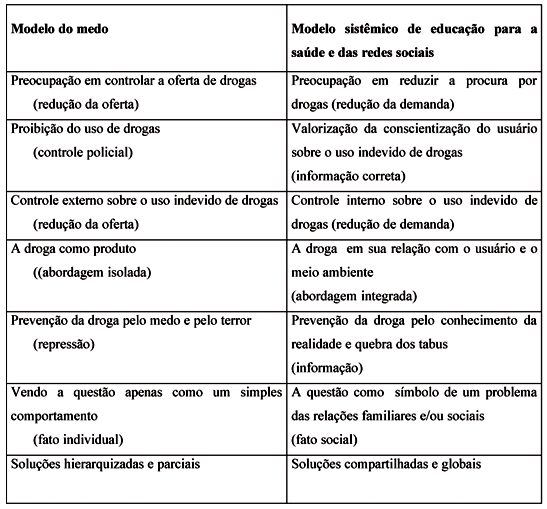 Modelo do medo
Modelo sistêmico de educação para a
saúde e das redes sociais
Preocupação em controlar a oferta de drogas
(redução da oferta)
Preocupação em reduzir a procura por
drogas (redução da demanda)
Proibição do uso de drogas
(controle policial)
Valorização da conscientização do usuário
sobre o uso indevido de drogas
(informação correta)
Controle externo sobre o uso indevido de drogas
(redução da oferta)
Controle interno sobre o uso indevido de
drogas (redução de demanda)
A droga como produto
((abordagem isolada)
A droga em sua relação com o usuário e o
meio ambiente
(abordagem integrada)
Prevenção da droga pelo medo e pelo terror
(repressão)
Prevenção da droga pelo conhecimento da
realidade e quebra dos tabus
(informação)
Vendo a questão apenas como um simples
comportamento
(fato individual)
A questão como símbolo de um problema
das relações familiares e/ou sociais
(fato social)
Soluções hierarquizadas e parciais
Soluções compartilhadas e globais